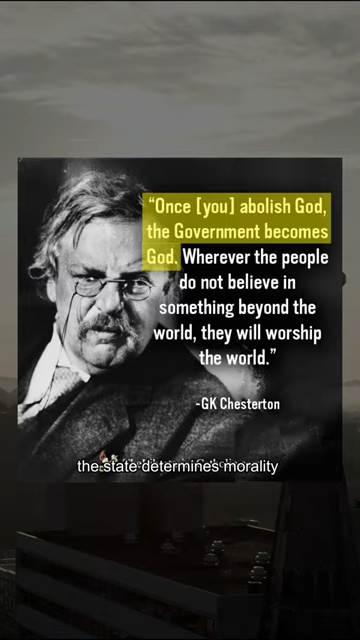 “Once [you] abolish God,
the Government becomes
God. Wherever the people
do not believe in
something beyond the
world, they will worship
the world.”
-GK Chesterton
the state determines morality